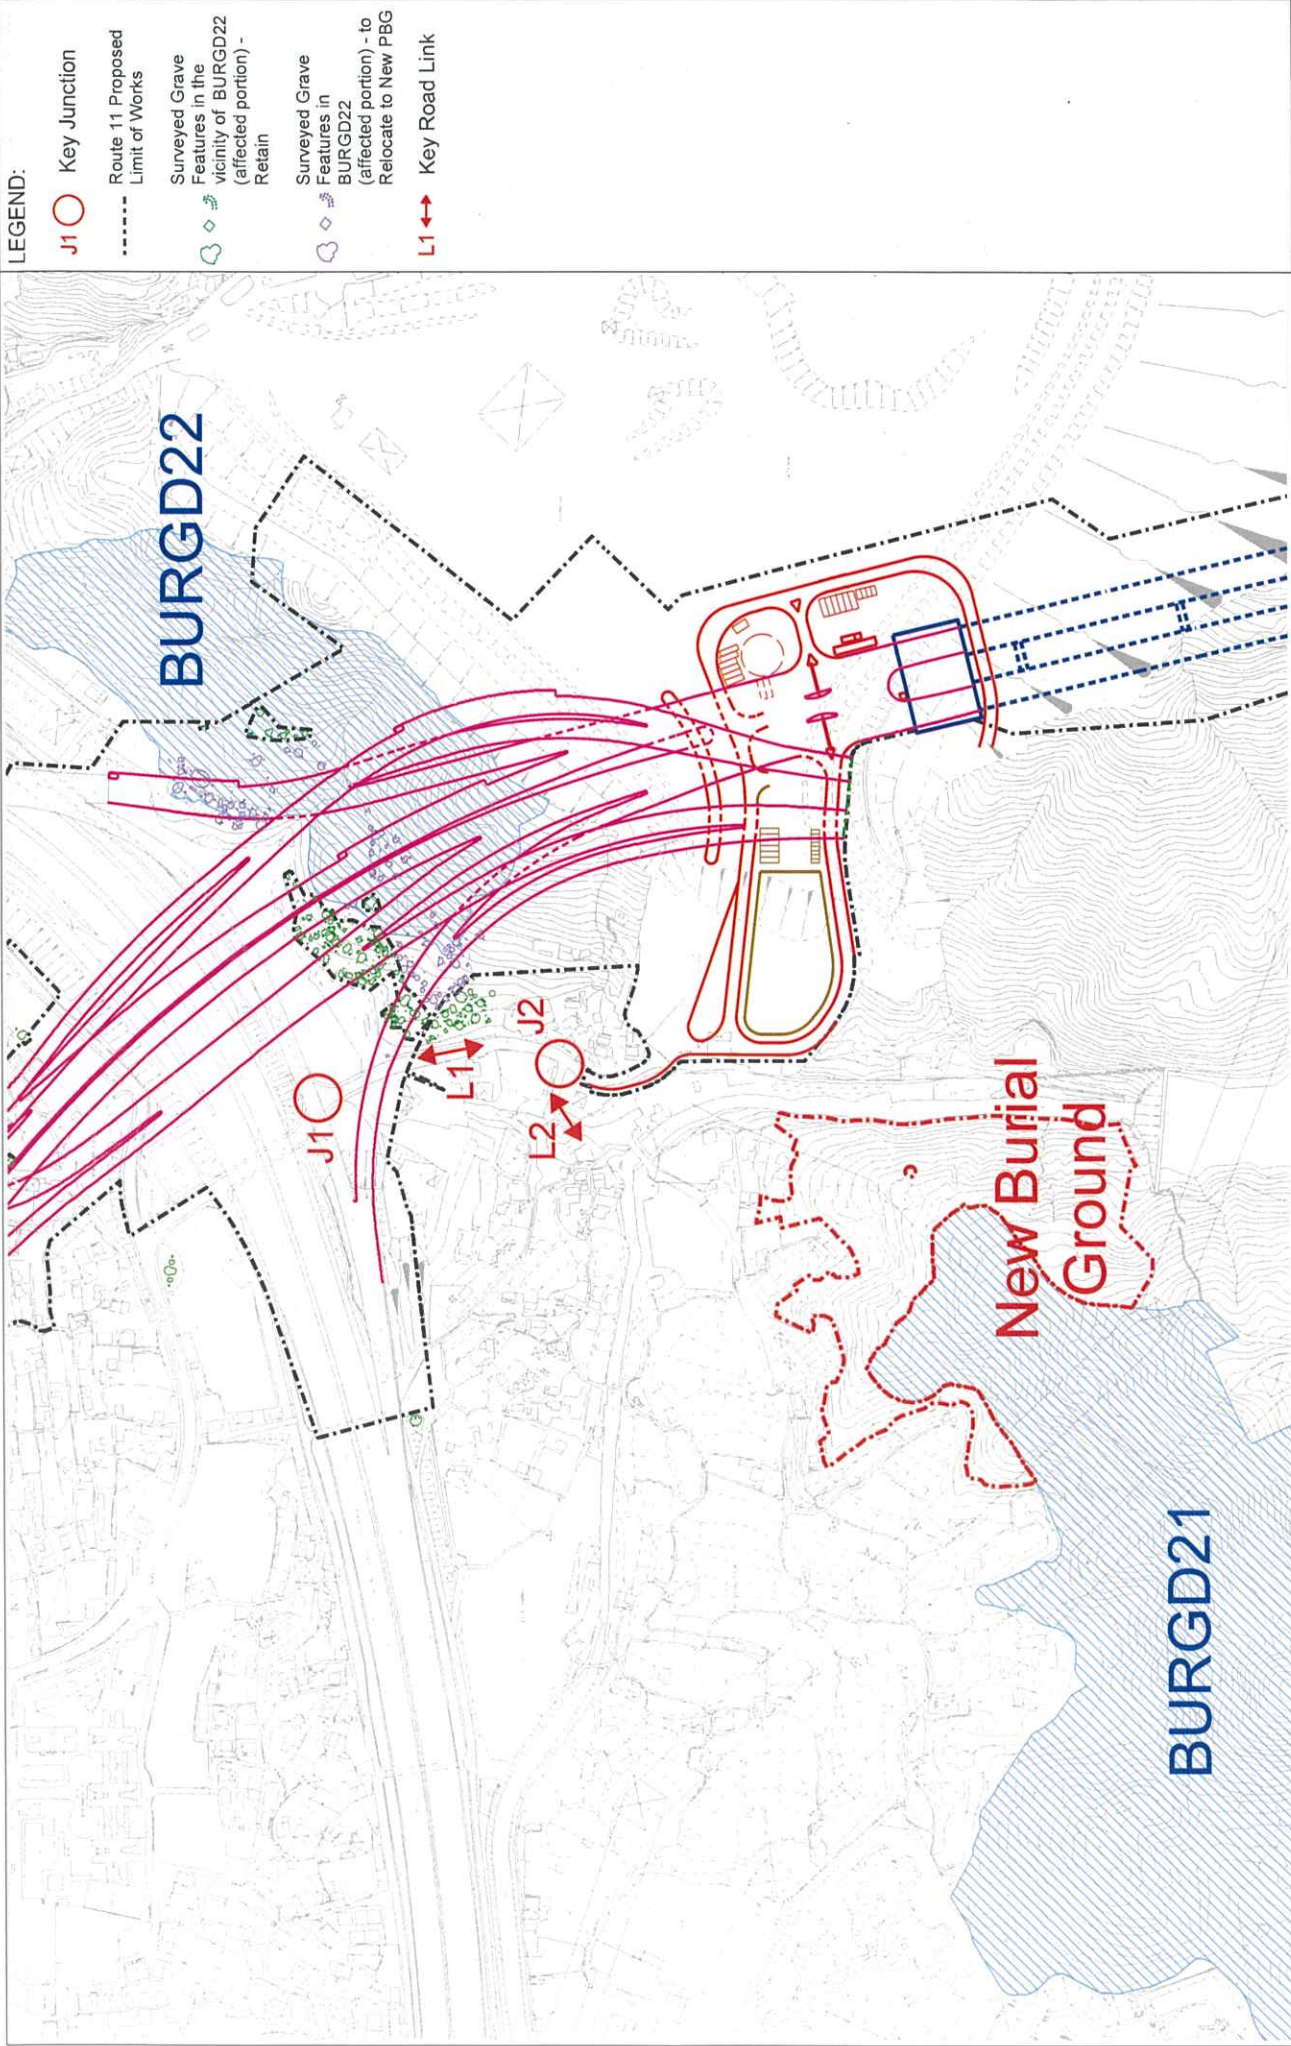 LEGEND:
J1 Key Junction
Route 11 Proposed
Limit of Works
Surveyed Grave
Features in the
vicinity of BURGD22
(affected portion) -
Retain
Surveyed Grave
Features in
BURGD22
(affected portion) - to
Relocate to New PBG
L1 Key Road Link
BURGD22
J1
L1
J2
L2
New Burial
Ground
BURGD21